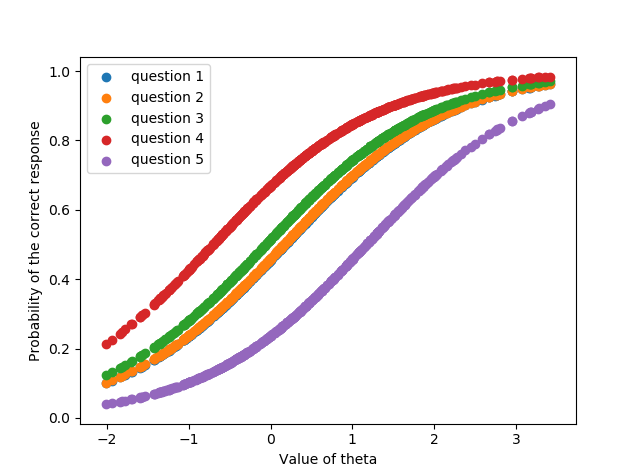 question 1
question 2
question 3
question 4
question 5
Probability of the correct response
1.0
0.8
0.6
0.4
0.2
0.0
−2
−1
0
1
2
3
Value of theta